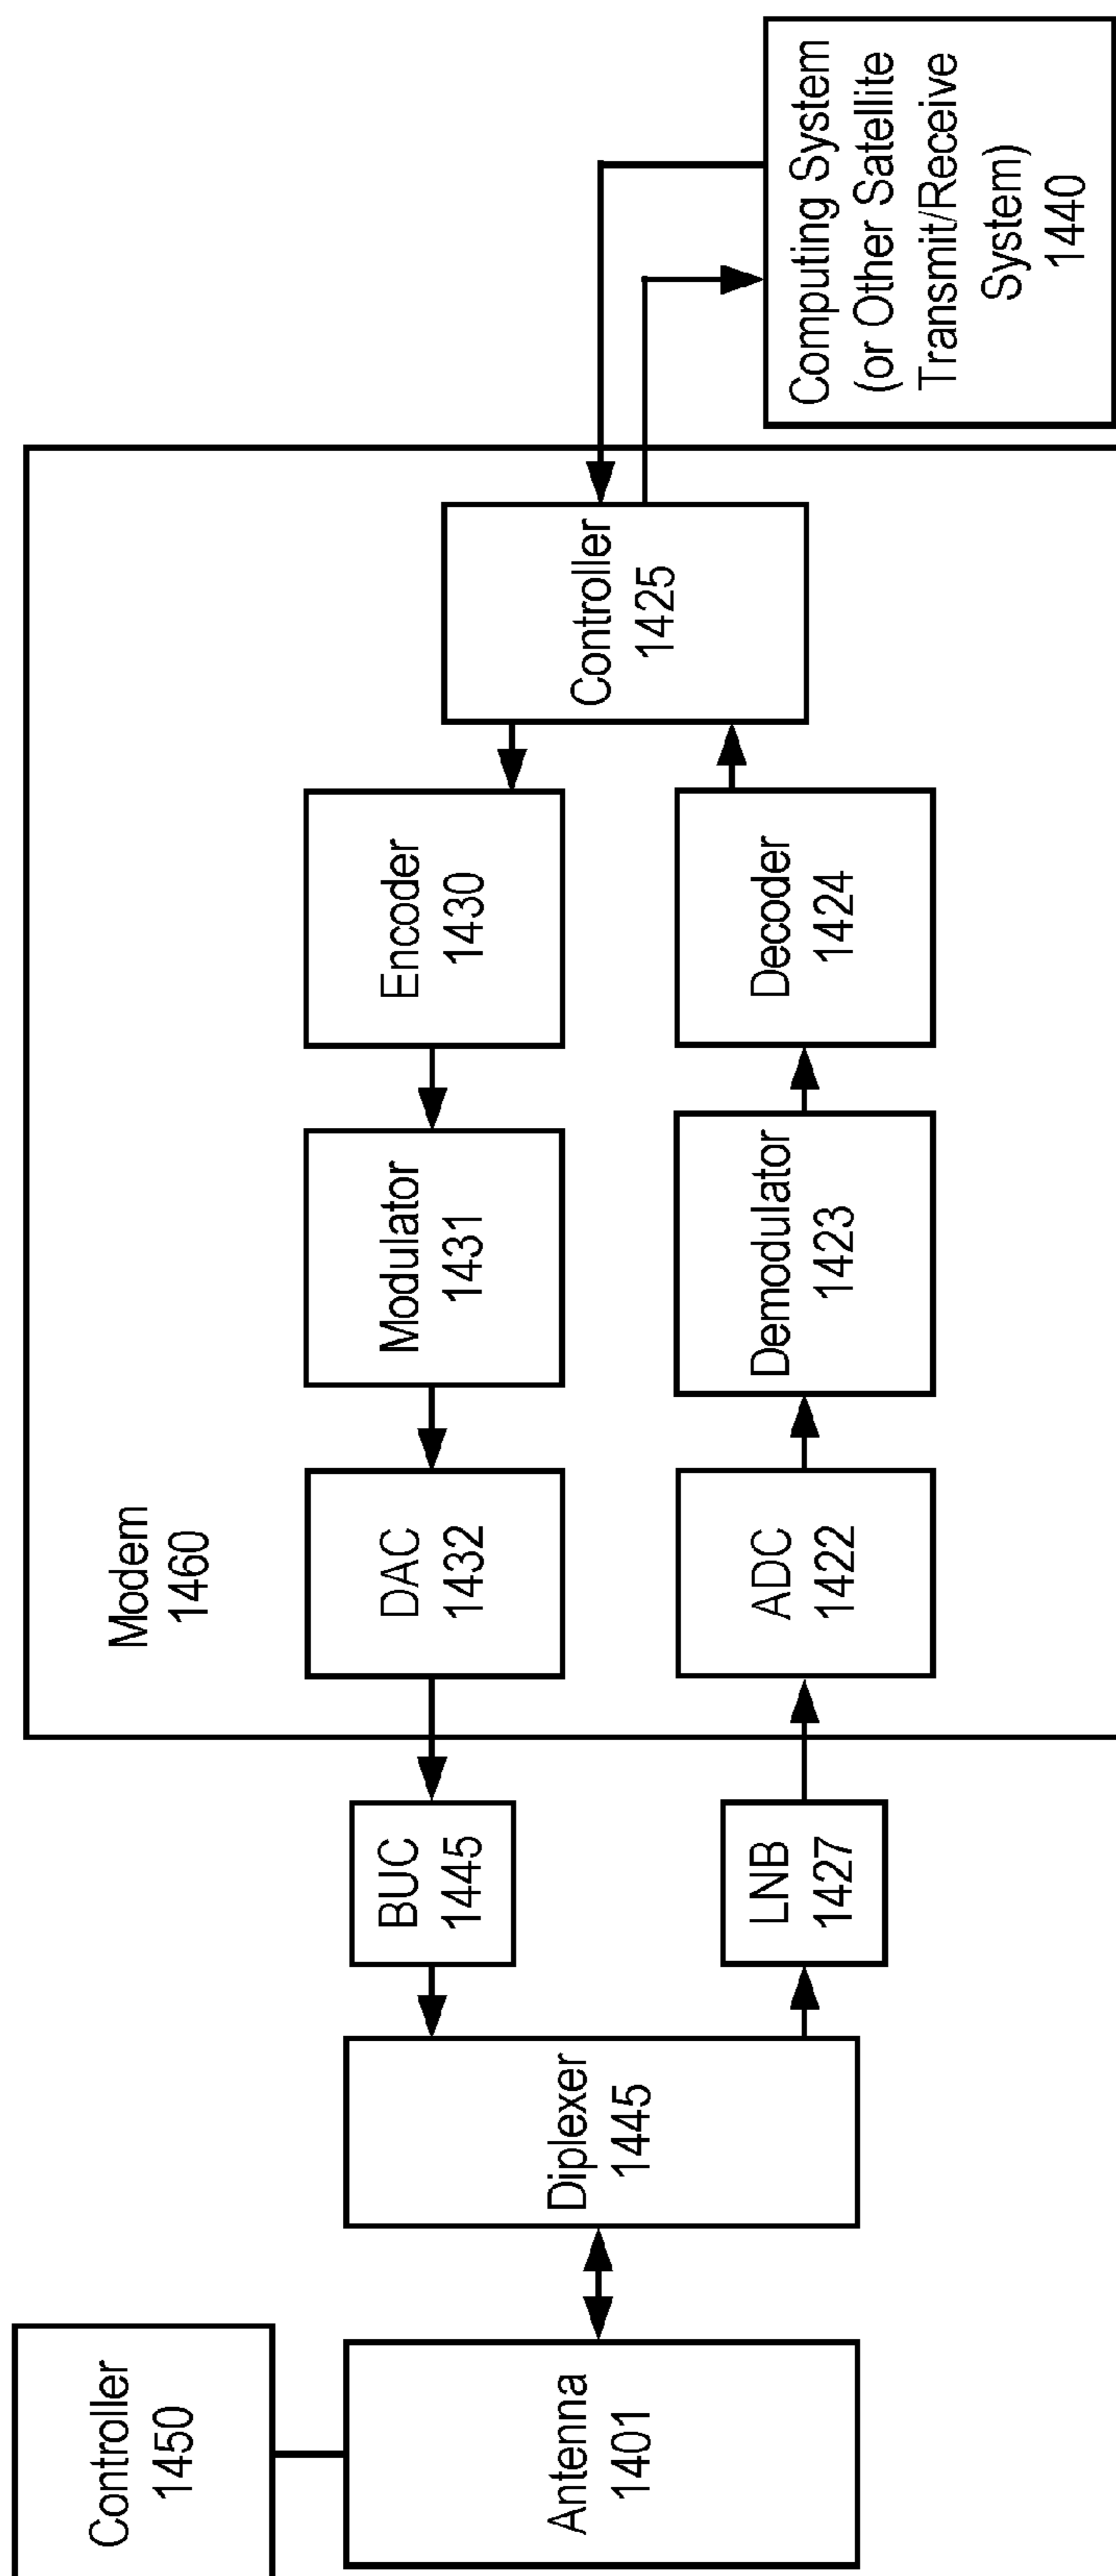 Controller
1450
Antenna
1401
Diplexer
1445
BUC
1445
LNB
1427
Modem
1460
DAC
1432
Modulator
1431
Encoder
1430
ADC
1422
Demodulator
1423
Decoder
1424
Controller
1425
Computing System
(or Other Satellite
Transmit/Receive
System)
1440